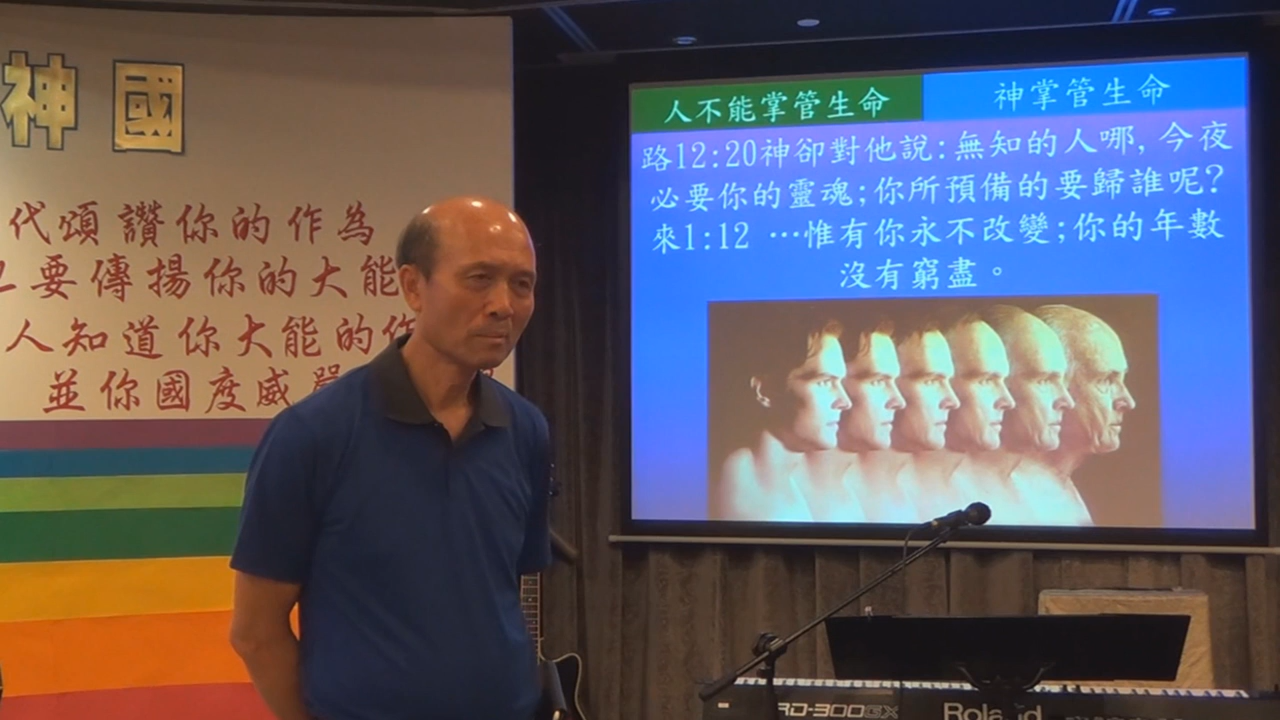 神國
代頌讚你的作為
要傳揚你的大能
人知道你大能的作
並你國度威嚴
人不能掌管生命
神掌管生命
路12:20神卻對他說:無知的人哪,今夜
必要你的靈魂;你所預備的要歸誰呢?
來1:12 …惟有你永不改變;你的年數
沒有窮盡。
RD-300GX
Roland